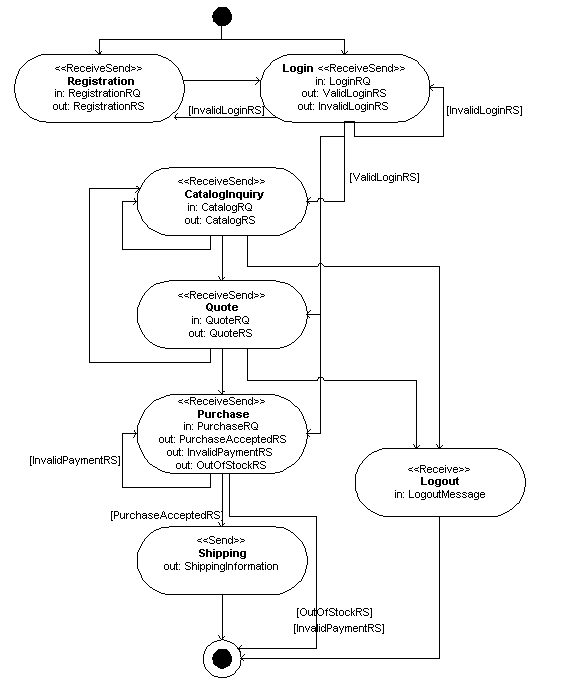 <<ReceiveSend>>
Registration
in: RegistrationRQ
out: RegistrationRS
Login <<ReceiveSend>>
in: LoginRQ
out: ValidLoginRS
out: InvalidLoginRS
[InvalidLoginRS]
[InvalidLoginRS]
[ValidLoginRS]
<<ReceiveSend>>
CatalogInquiry
in: CatalogRQ
out: CatalogRS
<<ReceiveSend>>
Quote
in: QuoteRQ
out: QuoteRS
<<ReceiveSend>>
Purchase
in: PurchaseRQ
out: PurchaseAcceptedRS
out: InvalidPaymentRS
out: OutOfStockRS
[InvalidPaymentRS]
<<Receive>>
Logout
in: LogoutMessage
[PurchaseAcceptedRS]
<<Send>>
Shipping
out: ShippingInformation
[OutOfStockRS]
[InvalidPaymentRS]